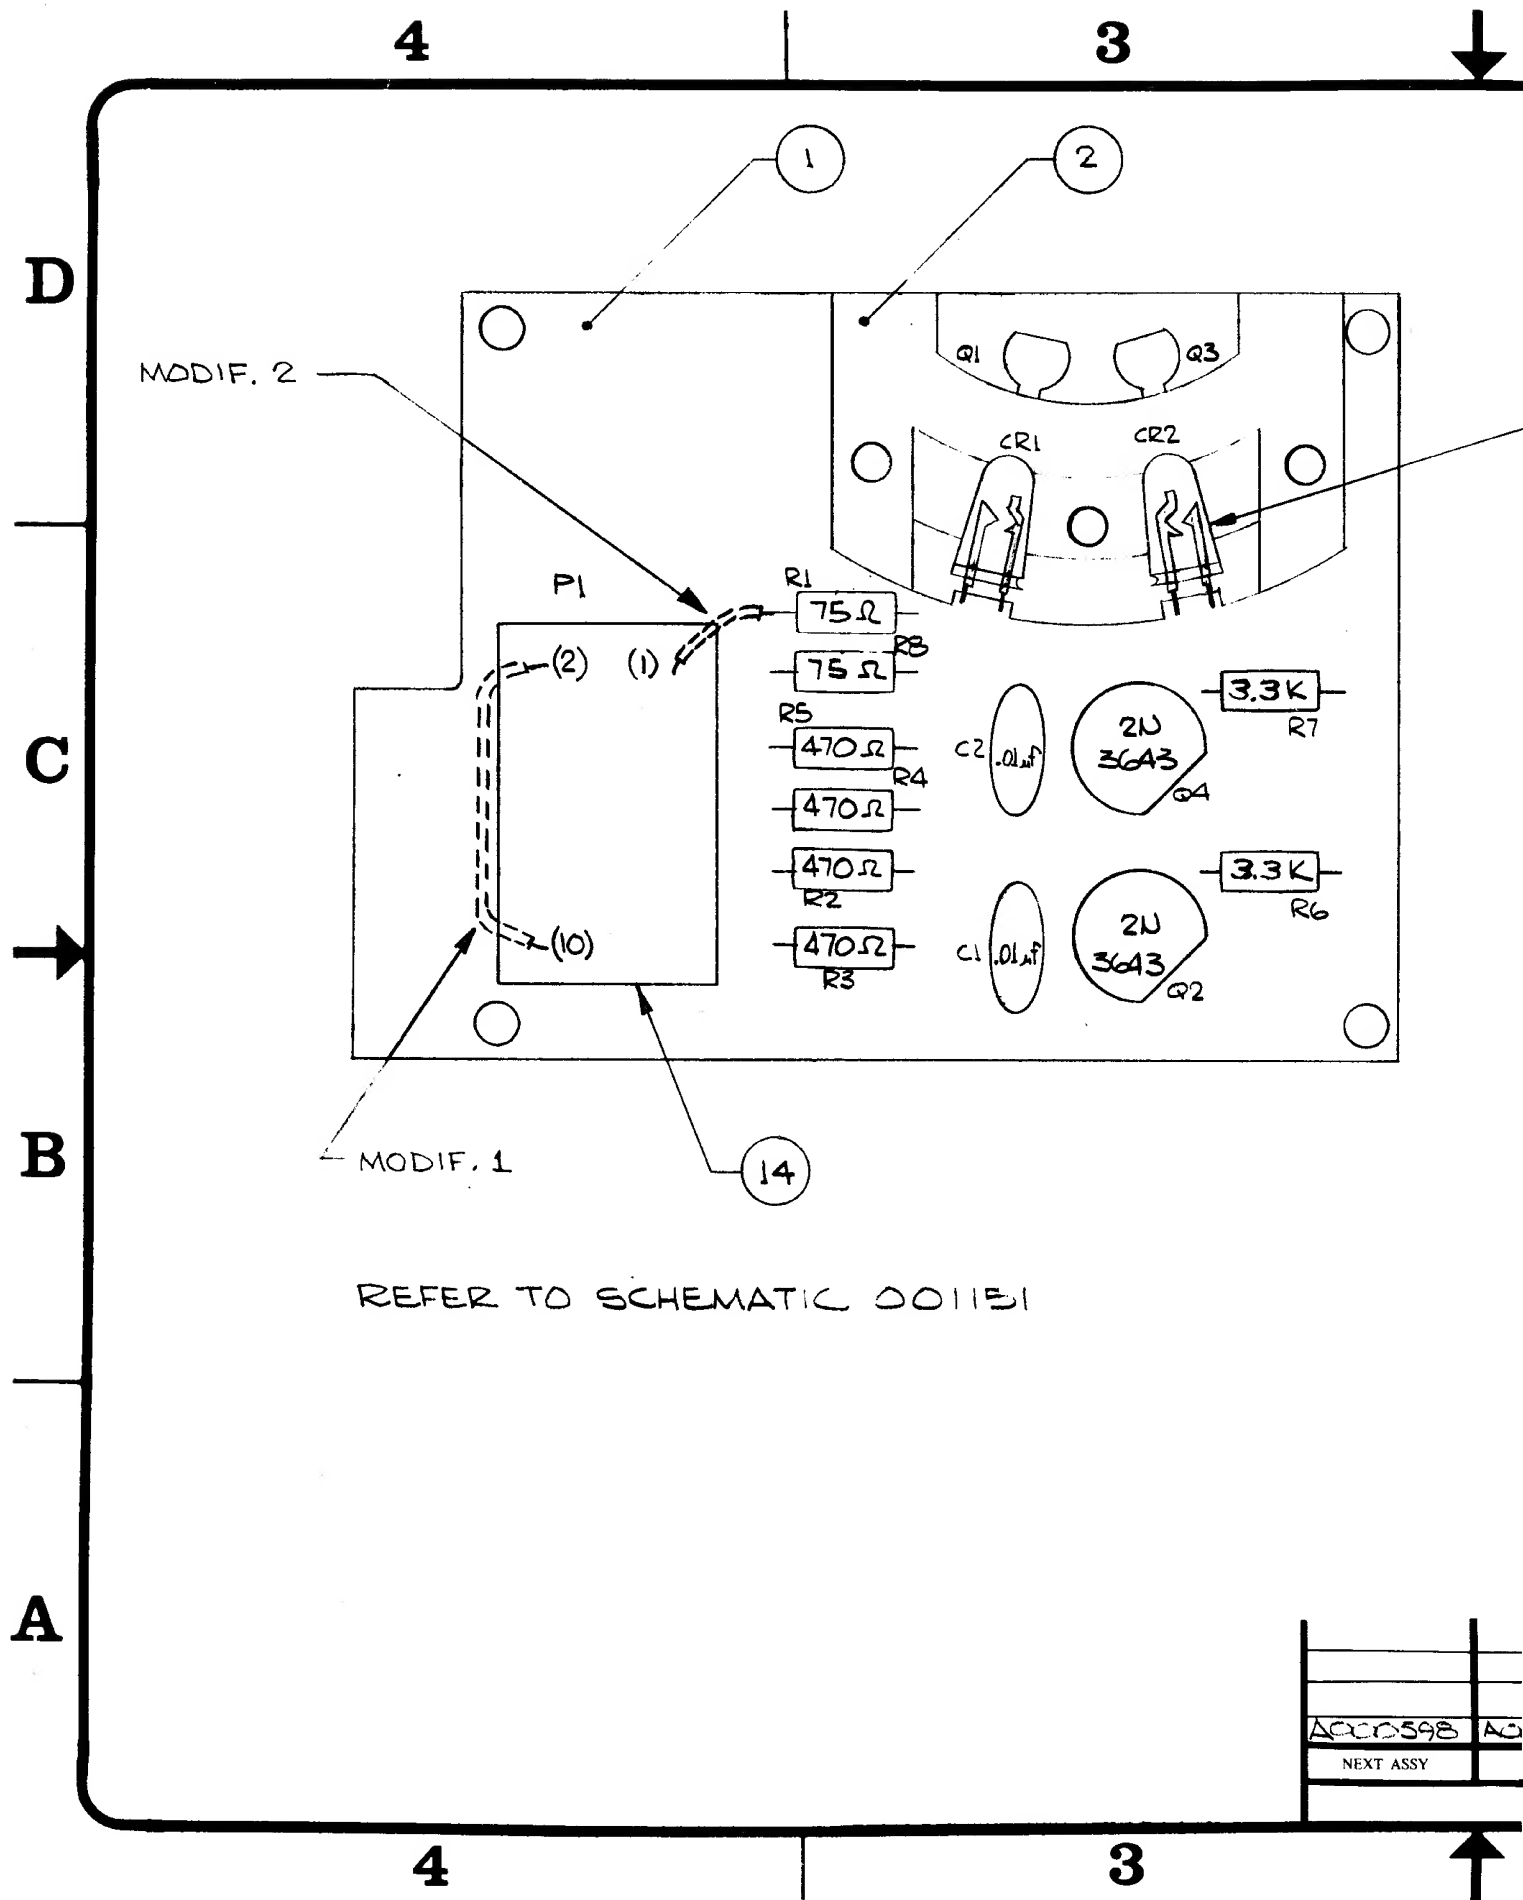 4 3
1 2
D
Q1 Q3
MODIF. 2
CR1 CR2
P1
R1
75Ω
R8
(2) (1)
75Ω
3.3K
R7
R5
470Ω
C2 .01µf
2N
3643
Q4
C
R4
470Ω
470Ω
R2
3.3K
R6
470Ω
R3
C1 .01µf
2N
3643
Q2
(10)
B
MODIF. 1
14
REFER TO SCHEMATIC 001151
A
A000598
NEXT ASSY
4 3